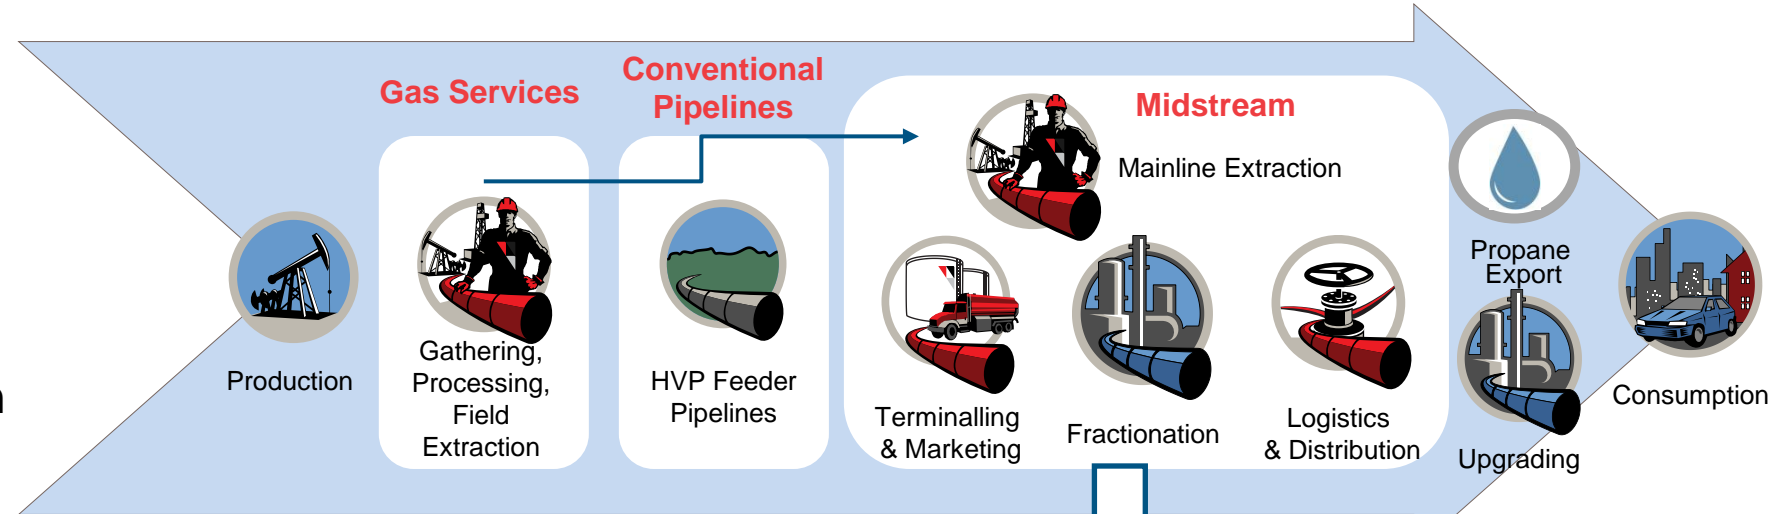 Gas Services
Conventional
Pipelines
Midstream
Mainline Extraction
Production
Gathering,
Processing,
Field
Extraction
HVP Feeder
Pipelines
Terminalling
& Marketing
Fractionation
Logistics
& Distribution
Propane
Export
Upgrading
Consumption